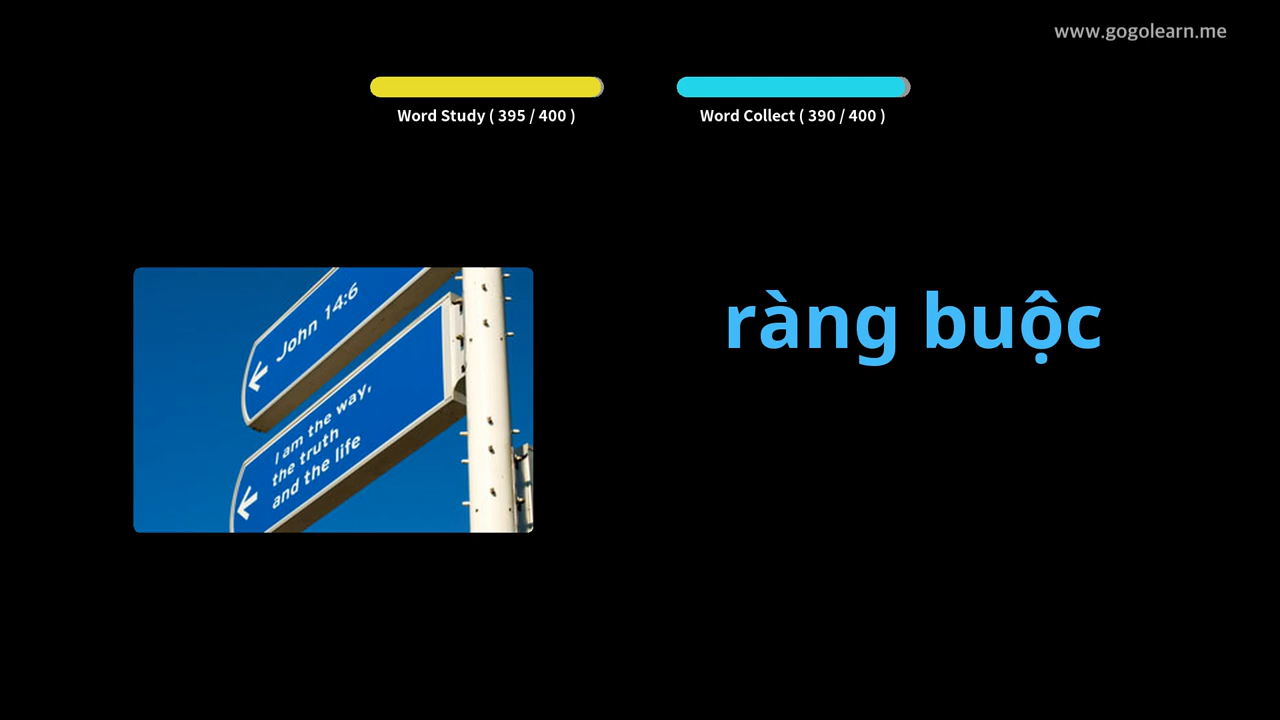 www.gogolearn.me
Word Study ( 395 / 400 )
Word Collect ( 390 / 400 )
John 14:6
I am the way,
the truth
and the life
ràng buộc